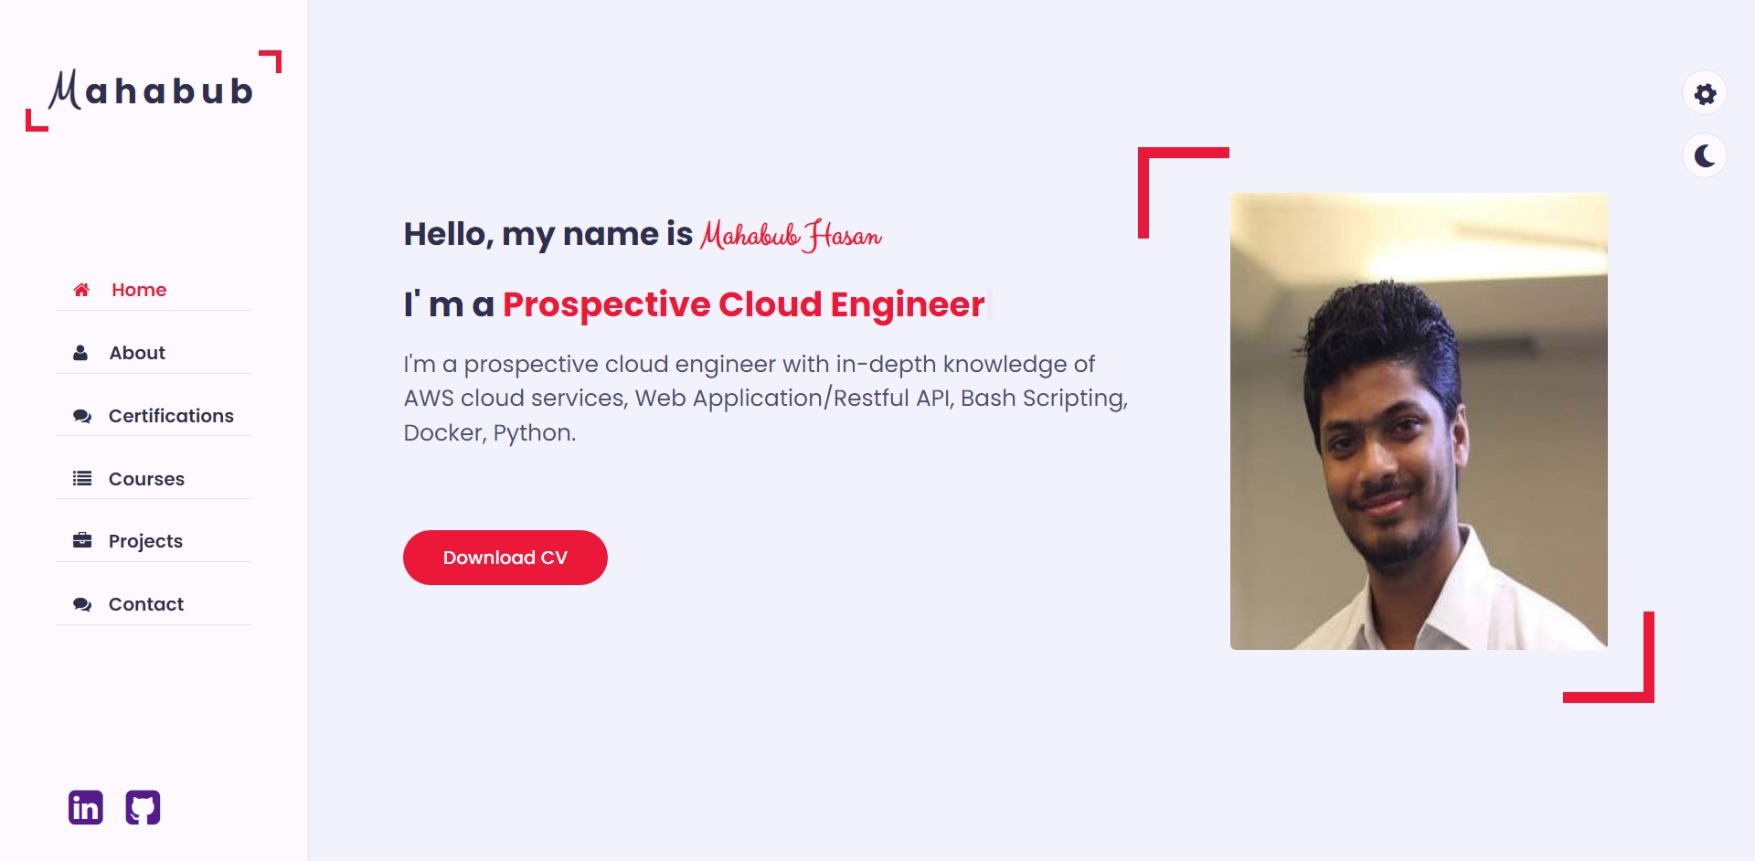 Mahabub
Home
About
Certifications
Courses
Projects
Contact
Hello, my name is Mahabub Hasan
I' m a Prospective Cloud Engineer
I'm a prospective cloud engineer with in-depth knowledge of
AWS cloud services, Web Application/Restful API, Bash Scripting,
Docker, Python.
Download CV
in